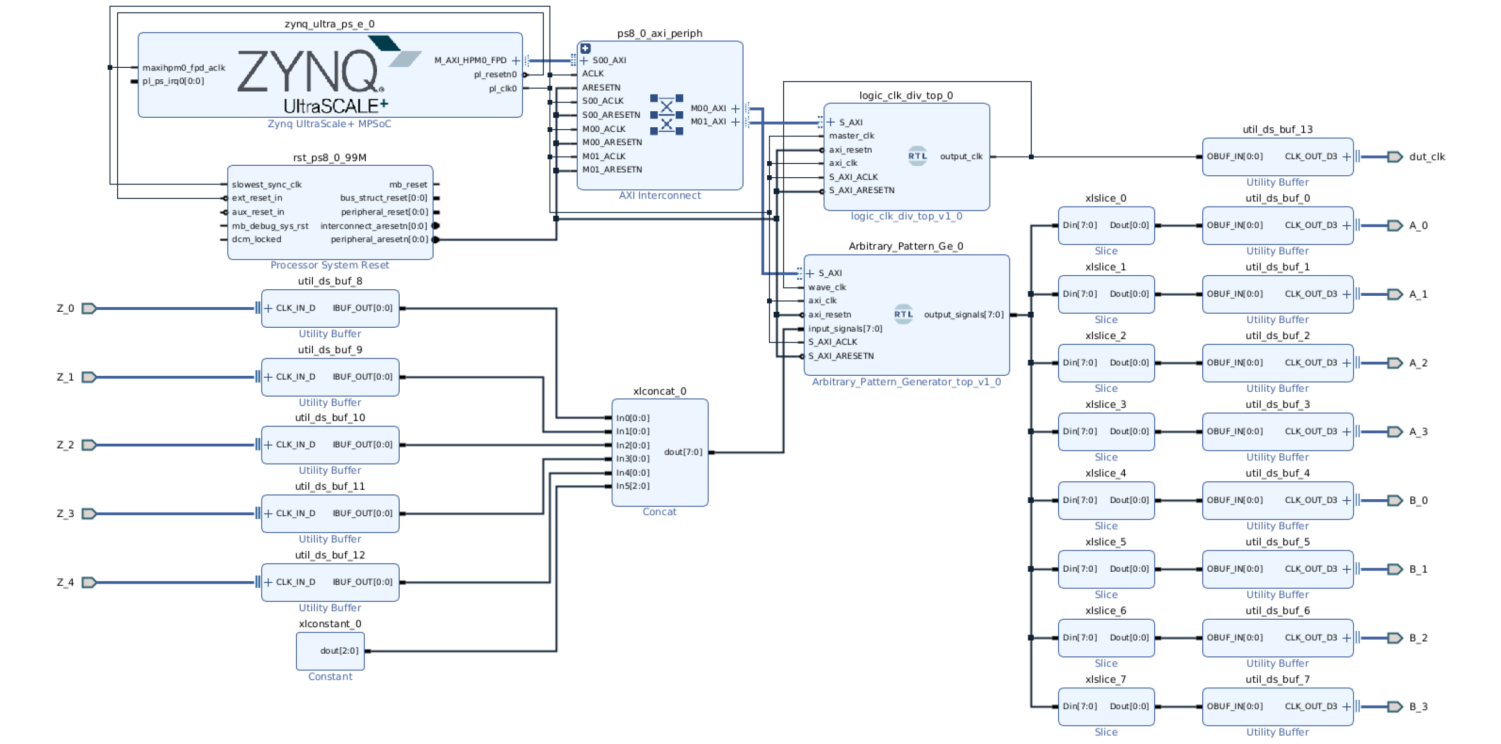 zynq_ultra_ps_e_0
maxihpm0_fpd_aclk
pl_ps_irq0[0:0]
ZYNQ
UltraSCALE+
M_AXI_HPM0_FPD
pl_resetn0
pl_clk0
Zynq UltraScale+ MPSoC
rst_ps8_0_99M
slowest_sync_clk
ext_reset_in
aux_reset_in
mb_debug_sys_rst
dcm_locked
mb_reset
bus_struct_reset[0:0]
peripheral_reset[0:0]
interconnect_aresetn[0:0]
peripheral_aresetn[0:0]
Processor System Reset
ps8_0_axi_periph
S00_AXI
ACLK
ARESETN
S00_ACLK
S00_ARESETN
M00_ACLK
M00_ARESETN
M01_ACLK
M01_ARESETN
M00_AXI
M01_AXI
AXI Interconnect
logic_clk_div_top_0
S_AXI
master_clk
axi_resetn
axi_clk
S_AXI_ACLK
S_AXI_ARESETN
RTL
output_clk
logic_clk_div_top_v1_0
Arbitrary_Pattern_Ge_0
S_AXI
wave_clk
axi_clk
axi_resetn
input_signals[7:0]
S_AXI_ACLK
S_AXI_ARESETN
RTL
output_signals[7:0]
Arbitrary_Pattern_Generator_top_v1_0
util_ds_buf_8
Z_0
CLK_IN_D IBUF_OUT[0:0]
Utility Buffer
util_ds_buf_9
Z_1
CLK_IN_D IBUF_OUT[0:0]
Utility Buffer
util_ds_buf_10
Z_2
CLK_IN_D IBUF_OUT[0:0]
Utility Buffer
util_ds_buf_11
Z_3
CLK_IN_D IBUF_OUT[0:0]
Utility Buffer
util_ds_buf_12
Z_4
CLK_IN_D IBUF_OUT[0:0]
Utility Buffer
xlconstant_0
dout[2:0]
Constant
xlconcat_0
In0[0:0]
In1[0:0]
In2[0:0]
In3[0:0]
In4[0:0]
In5[2:0]
dout[7:0]
Concat
util_ds_buf_13
OBUF_IN[0:0] CLK_OUT_D3
dut_clk
Utility Buffer
xlslice_0
Din[7:0] Dout[0:0]
Slice
util_ds_buf_0
OBUF_IN[0:0] CLK_OUT_D3
A_0
Utility Buffer
xlslice_1
Din[7:0] Dout[0:0]
Slice
util_ds_buf_1
OBUF_IN[0:0] CLK_OUT_D3
A_1
Utility Buffer
xlslice_2
Din[7:0] Dout[0:0]
Slice
util_ds_buf_2
OBUF_IN[0:0] CLK_OUT_D3
A_2
Utility Buffer
xlslice_3
Din[7:0] Dout[0:0]
Slice
util_ds_buf_3
OBUF_IN[0:0] CLK_OUT_D3
A_3
Utility Buffer
xlslice_4
Din[7:0] Dout[0:0]
Slice
util_ds_buf_4
OBUF_IN[0:0] CLK_OUT_D3
B_0
Utility Buffer
xlslice_5
Din[7:0] Dout[0:0]
Slice
util_ds_buf_5
OBUF_IN[0:0] CLK_OUT_D3
B_1
Utility Buffer
xlslice_6
Din[7:0] Dout[0:0]
Slice
util_ds_buf_6
OBUF_IN[0:0] CLK_OUT_D3
B_2
Utility Buffer
xlslice_7
Din[7:0] Dout[0:0]
Slice
util_ds_buf_7
OBUF_IN[0:0] CLK_OUT_D3
B_3
Utility Buffer